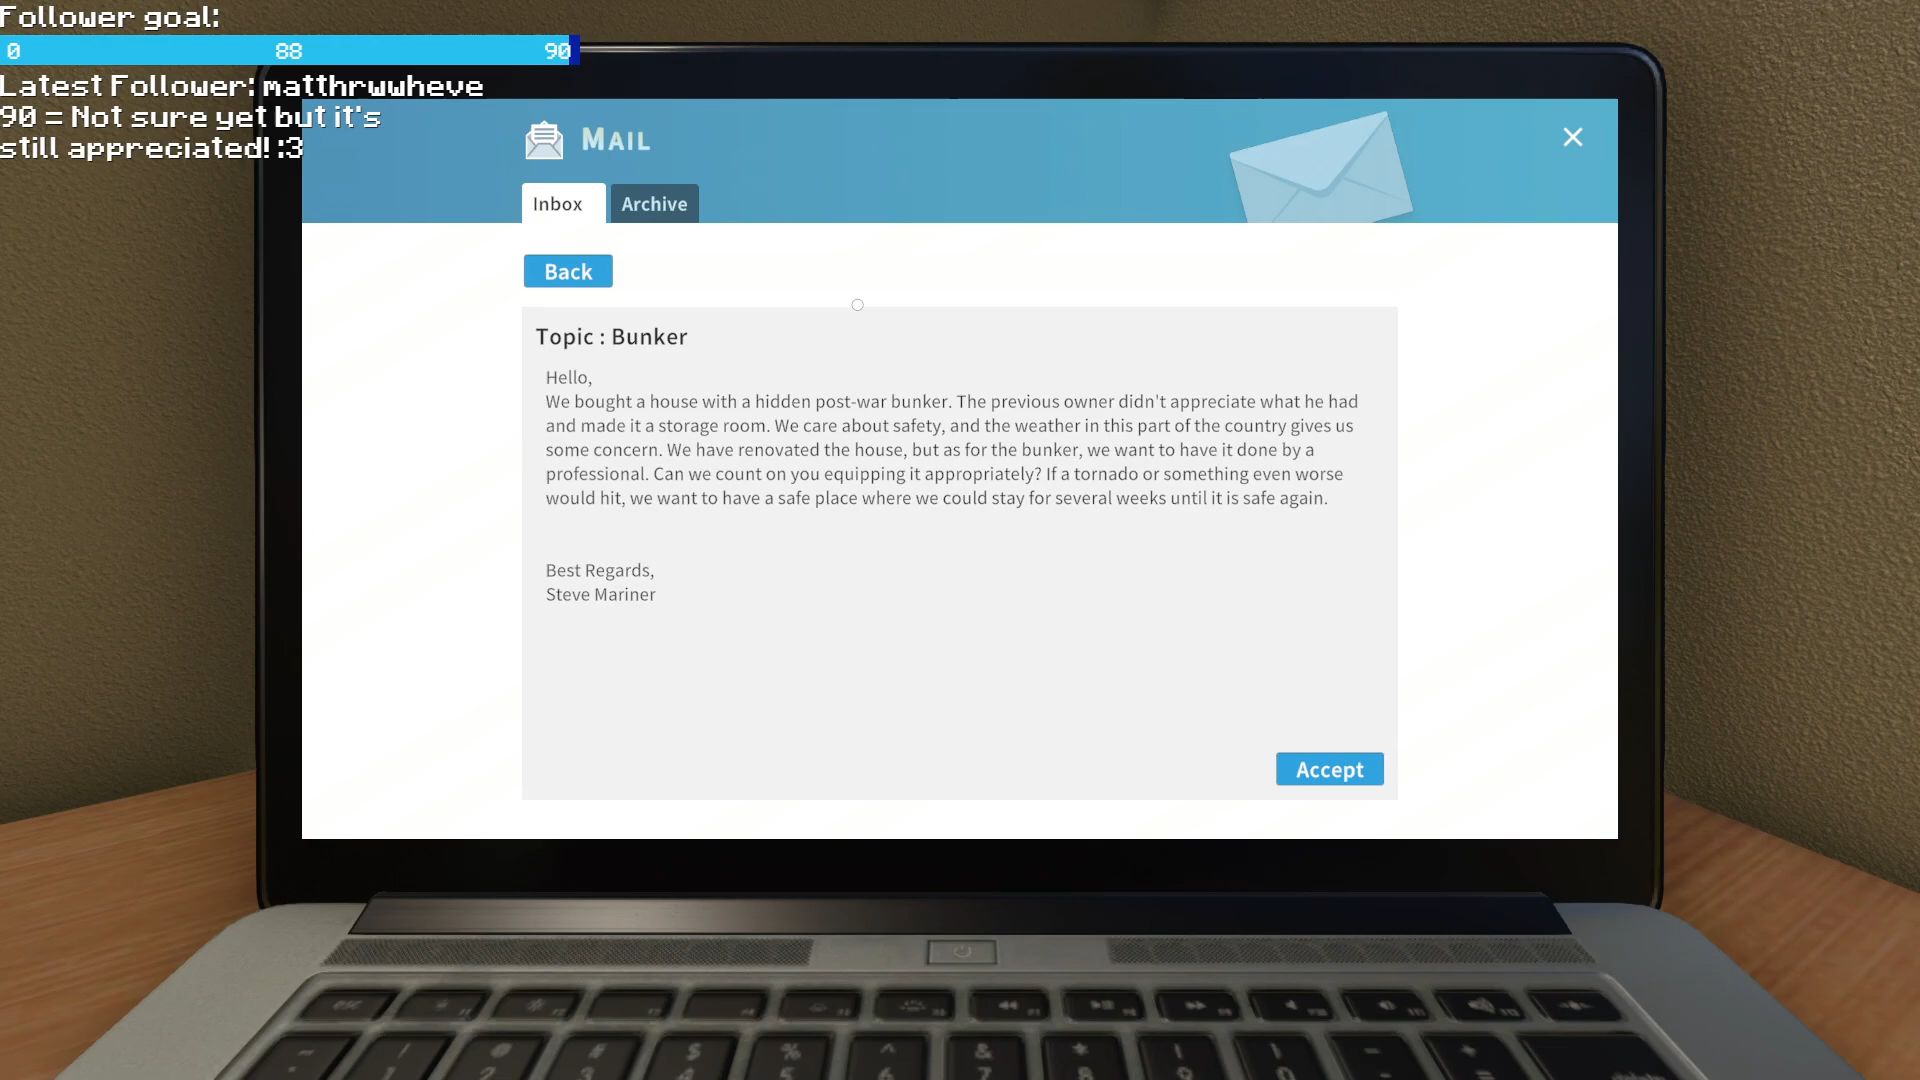 Follower goal:
0 88 90
Latest Follower: matthrwwheve
90 = Not sure yet but it's
still appreciated! :3
Mail
Inbox Archive
Back
Topic : Bunker
Hello,
We bought a house with a hidden post-war bunker. The previous owner didn't appreciate what he had
and made it a storage room. We care about safety, and the weather in this part of the country gives us
some concern. We have renovated the house, but as for the bunker, we want to have it done by a
professional. Can we count on you equipping it appropriately? If a tornado or something even worse
would hit, we want to have a safe place where we could stay for several weeks until it is safe again.
Best Regards,
Steve Mariner
Accept
esc